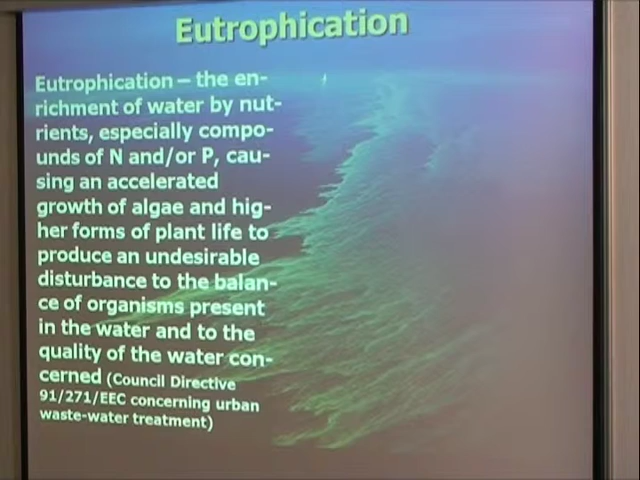 Eutrophication
Eutrophication – the en-
richment of water by nut-
rients, especially compo-
unds of N and/or P, cau-
sing an accelerated
growth of algae and hig-
her forms of plant life to
produce an undesirable
disturbance to the balan-
ce of organisms present
in the water and to the
quality of the water con-
cerned (Council Directive
91/271/EEC concerning urban
waste-water treatment)